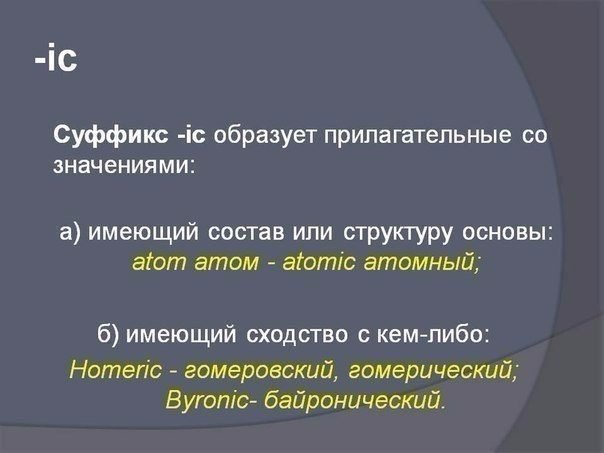 -ic
Суффикс -ic образует прилагательные со
значениями:
а) имеющий состав или структуру основы:
atom атом - atomic атомный;
б) имеющий сходство с кем-либо:
Homeric - гомеровский, гомерический;
Byronic- байронический.